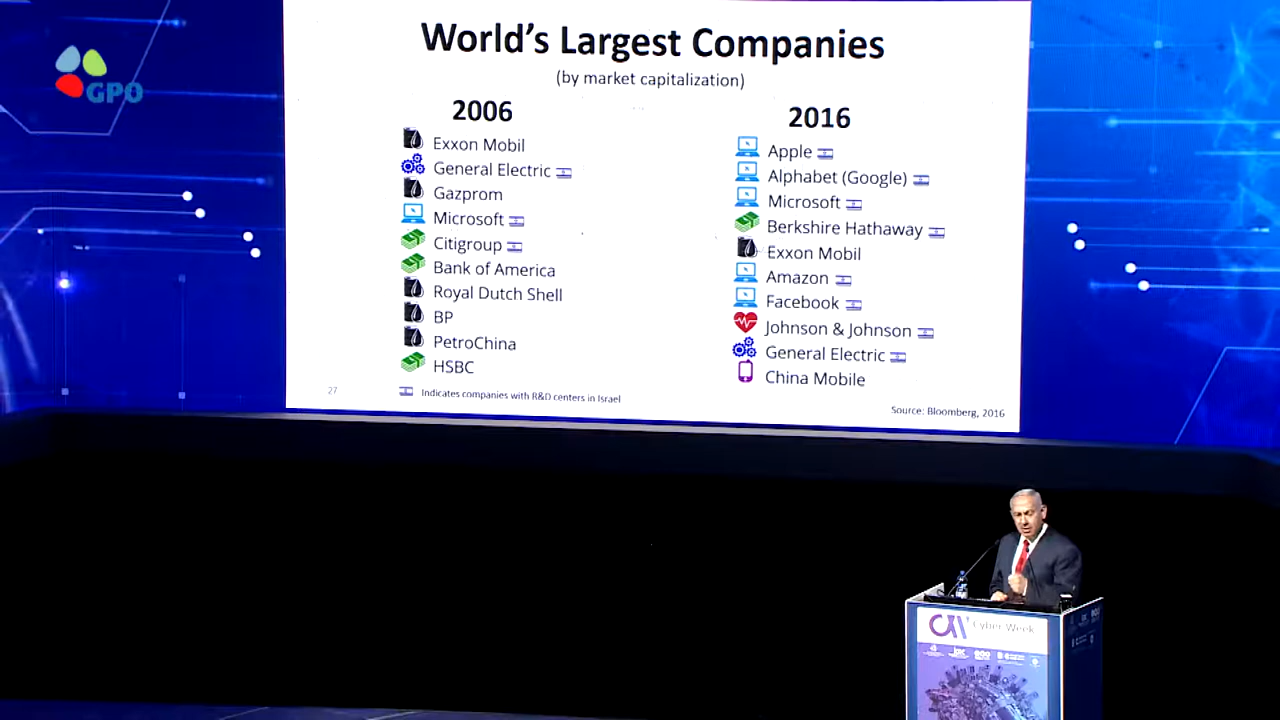 GPO
World's Largest Companies
(by market capitalization)
2006
Exxon Mobil
General Electric
Gazprom
Microsoft
Citigroup
Bank of America
Royal Dutch Shell
BP
PetroChina
HSBC
2016
Apple
Alphabet (Google)
Microsoft
Berkshire Hathaway
Exxon Mobil
Amazon
Facebook
Johnson & Johnson
General Electric
China Mobile
27
Indicates companies with R&D centers in Israel
Source: Bloomberg, 2016
Cyber Week